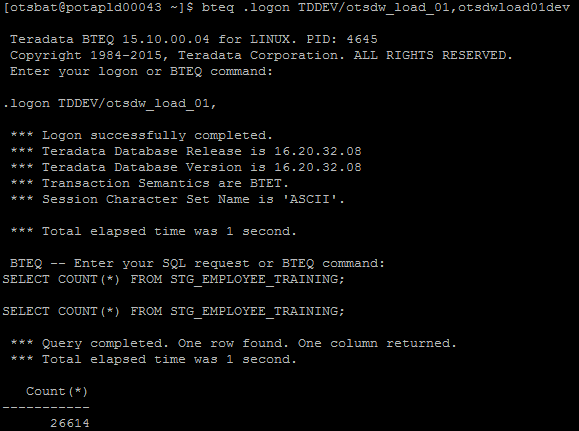 [otsbat@potapld00043 ~]$ bteq .logon TDDEV/otsdw_load_01,otsdwload01dev
Teradata BTEQ 15.10.00.04 for LINUX. PID: 4645
Copyright 1984-2015, Teradata Corporation. ALL RIGHTS RESERVED.
Enter your logon or BTEQ command:
.logon TDDEV/otsdw_load_01,
*** Logon successfully completed.
*** Teradata Database Release is 16.20.32.08
*** Teradata Database Version is 16.20.32.08
*** Transaction Semantics are BTET.
*** Session Character Set Name is 'ASCII'.
*** Total elapsed time was 1 second.
BTEQ -- Enter your SQL request or BTEQ command:
SELECT COUNT(*) FROM STG_EMPLOYEE_TRAINING;
SELECT COUNT(*) FROM STG_EMPLOYEE_TRAINING;
*** Query completed. One row found. One column returned.
*** Total elapsed time was 1 second.
Count(*)
-----------
26614